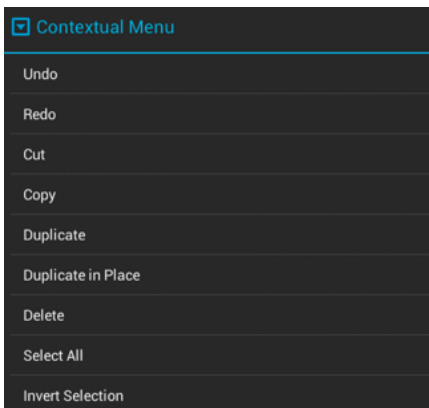 Contextual Menu
Undo
Redo
Cut
Copy
Duplicate
Duplicate in Place
Delete
Select All
Invert Selection